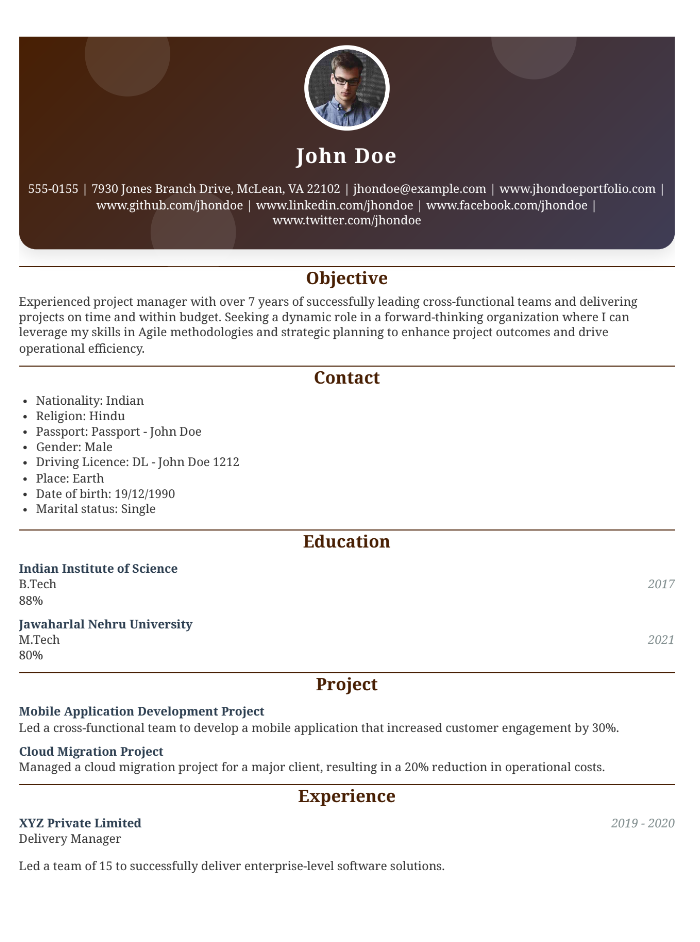 John Doe
555-0155 | 7930 Jones Branch Drive, McLean, VA 22102 | jhondoe@example.com | www.jhondoeportfolio.com |
www.github.com/jhondoe | www.linkedin.com/jhondoe | www.facebook.com/jhondoe |
www.twitter.com/jhondoe
Objective
Experienced project manager with over 7 years of successfully leading cross-functional teams and delivering
projects on time and within budget. Seeking a dynamic role in a forward-thinking organization where I can
leverage my skills in Agile methodologies and strategic planning to enhance project outcomes and drive
operational efficiency.
Contact
• Nationality: Indian
• Religion: Hindu
• Passport: Passport - John Doe
• Gender: Male
• Driving Licence: DL - John Doe 1212
• Place: Earth
• Date of birth: 19/12/1990
• Marital status: Single
Education
Indian Institute of Science
B.Tech 2017
88%
Jawaharlal Nehru University
M.Tech 2021
80%
Project
Mobile Application Development Project
Led a cross-functional team to develop a mobile application that increased customer engagement by 30%.
Cloud Migration Project
Managed a cloud migration project for a major client, resulting in a 20% reduction in operational costs.
Experience
XYZ Private Limited 2019 - 2020
Delivery Manager
Led a team of 15 to successfully deliver enterprise-level software solutions.